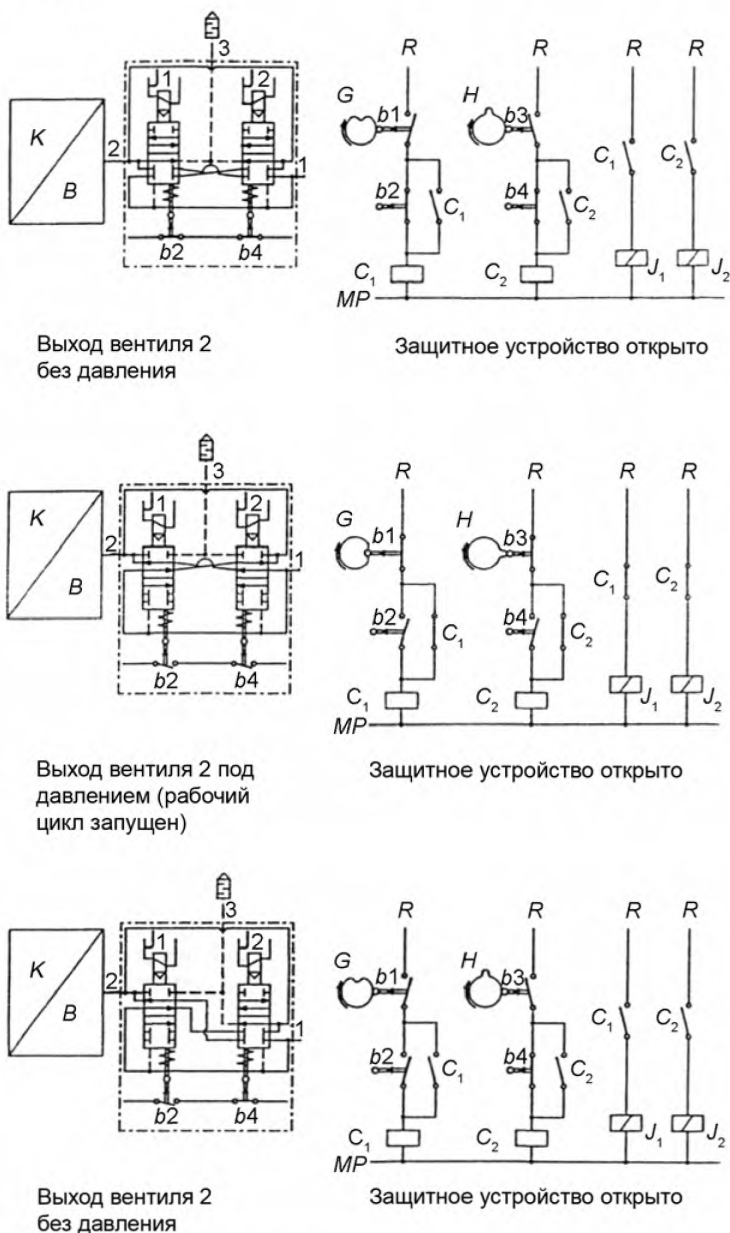 3
R R R R
1 2
G b1 H b3
K
2 1
C₁ C₂
B
b2 C₁ b4 C₂
b2 b4
C₁ C₂ J₁ J₂
MP
Выход вентиля 2
без давления
Защитное устройство открыто
3
R R R R
1 2
G b1 H b3
K
2 1
C₁ C₂
B
b2 C₁ b4 C₂
b2 b4
C₁ C₂ J₁ J₂
MP
Выход вентиля 2 под
давлением (рабочий
цикл запущен)
Защитное устройство открыто
3
R R R R
1 2
G b1 H b3
K
2 1
C₁ C₂
B
b2 C₁ b4 C₂
b2 b4
C₁ C₂ J₁ J₂
MP
Выход вентиля 2
без давления
Защитное устройство открыто